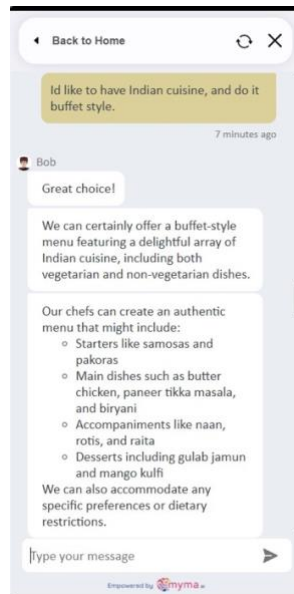 Back to Home
Id like to have Indian cuisine, and do it
buffet style.
7 minutes ago
Bob
Great choice!
We can certainly offer a buffet-style
menu featuring a delightful array of
Indian cuisine, including both
vegetarian and non-vegetarian dishes.
Our chefs can create an authentic
menu that might include:
Starters like samosas and
pakoras
Main dishes such as butter
chicken, paneer tikka masala,
and biryani
Accompaniments like naan,
rotis, and raita
Desserts including gulab jamun
and mango kulfi
We can also accommodate any
specific preferences or dietary
restrictions.
Type your message
Empowered by myma